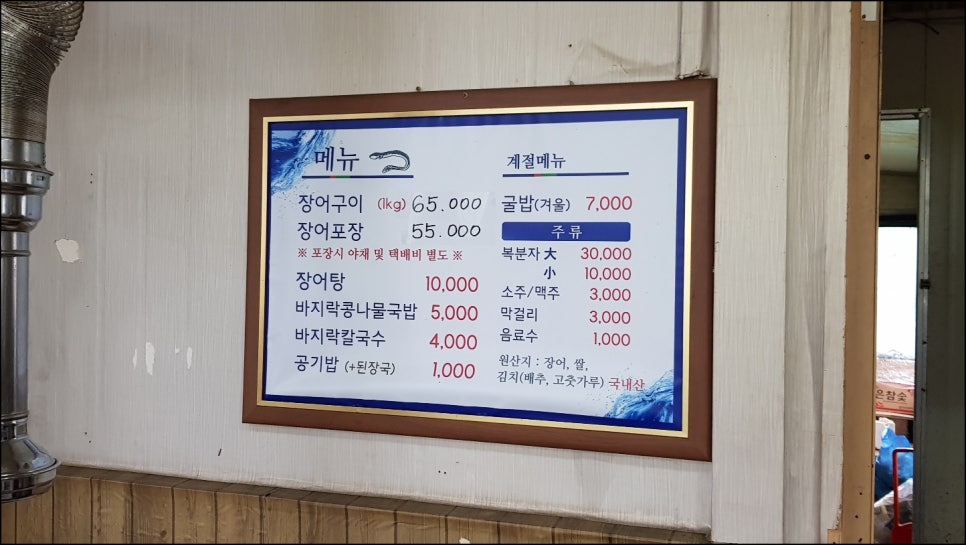 메뉴
장어구이 (1kg) 65.000
장어포장 55.000
※ 포장시 야채 및 택배비 별도 ※
장어탕 10,000
바지락콩나물국밥 5,000
바지락칼국수 4,000
공기밥 (+된장국) 1,000
계절메뉴
굴밥(겨울) 7,000
주류
복분자 大 30,000
小 10,000
소주/맥주 3,000
막걸리 3,000
음료수 1,000
원산지 : 장어, 쌀,
김치(배추, 고춧가루) 국내산
은참숯